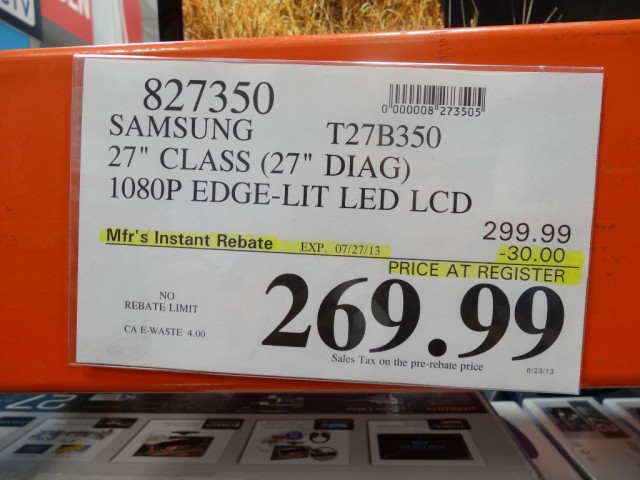 827350
0 000008 273505
SAMSUNG T27B350
27" CLASS (27" DIAG)
1080P EDGE-LIT LED LCD
299.99
Mfr's Instant Rebate EXP. 07/27/13 -30.00
PRICE AT REGISTER
NO
REBATE LIMIT
269.99
CA E-WASTE 4.00
Sales Tax on the pre-rebate price
6/23/13
27"